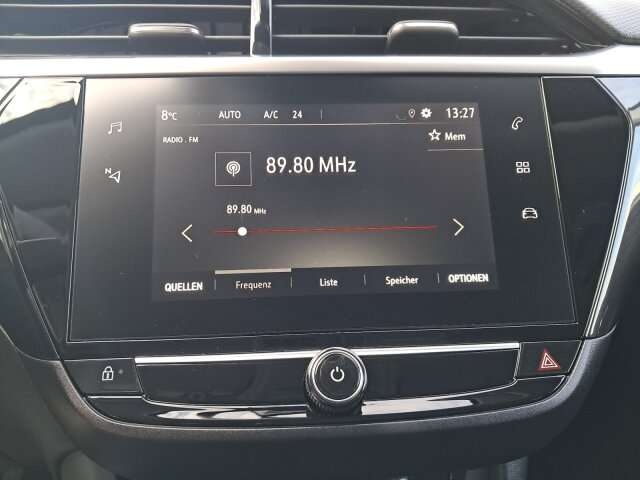 8°C AUTO A/C 24 13:27
RADIO . FM
Mem
N
89.80 MHz
89.80 MHz
QUELLEN Frequenz Liste Speicher OPTIONEN